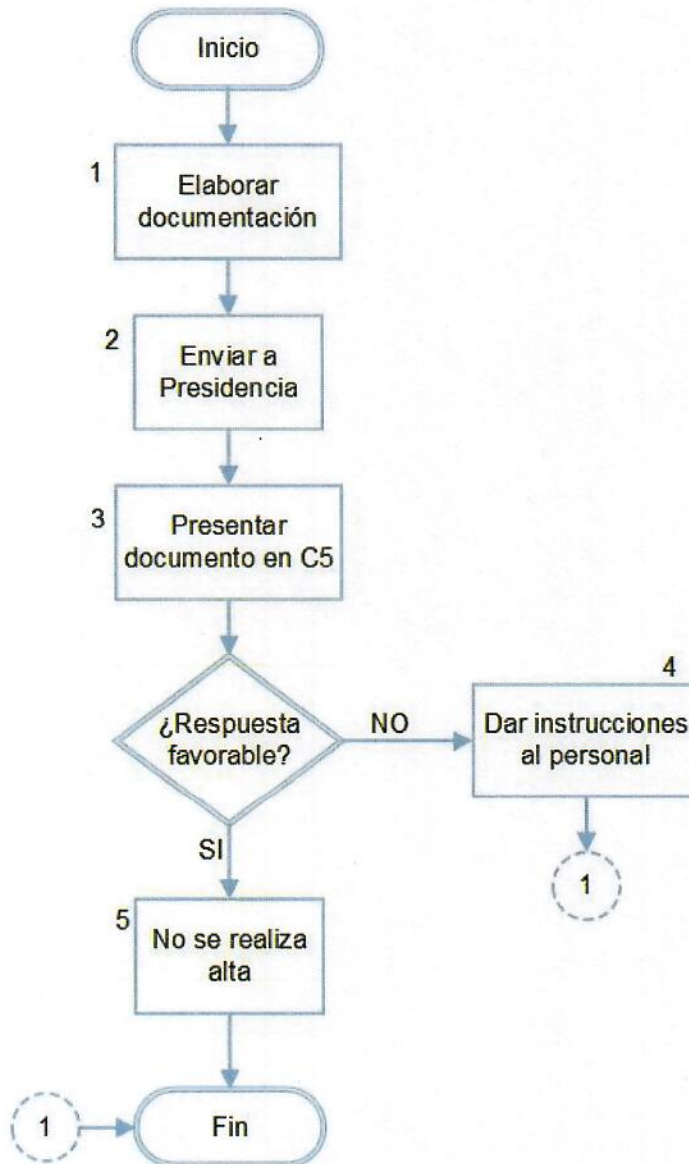 Inicio
1
Elaborar
documentación
2
Enviar a
Presidencia
3
Presentar
documento en C5
¿Respuesta
favorable?
NO
4
Dar instrucciones
al personal
1
SI
5
No se realiza
alta
1
Fin